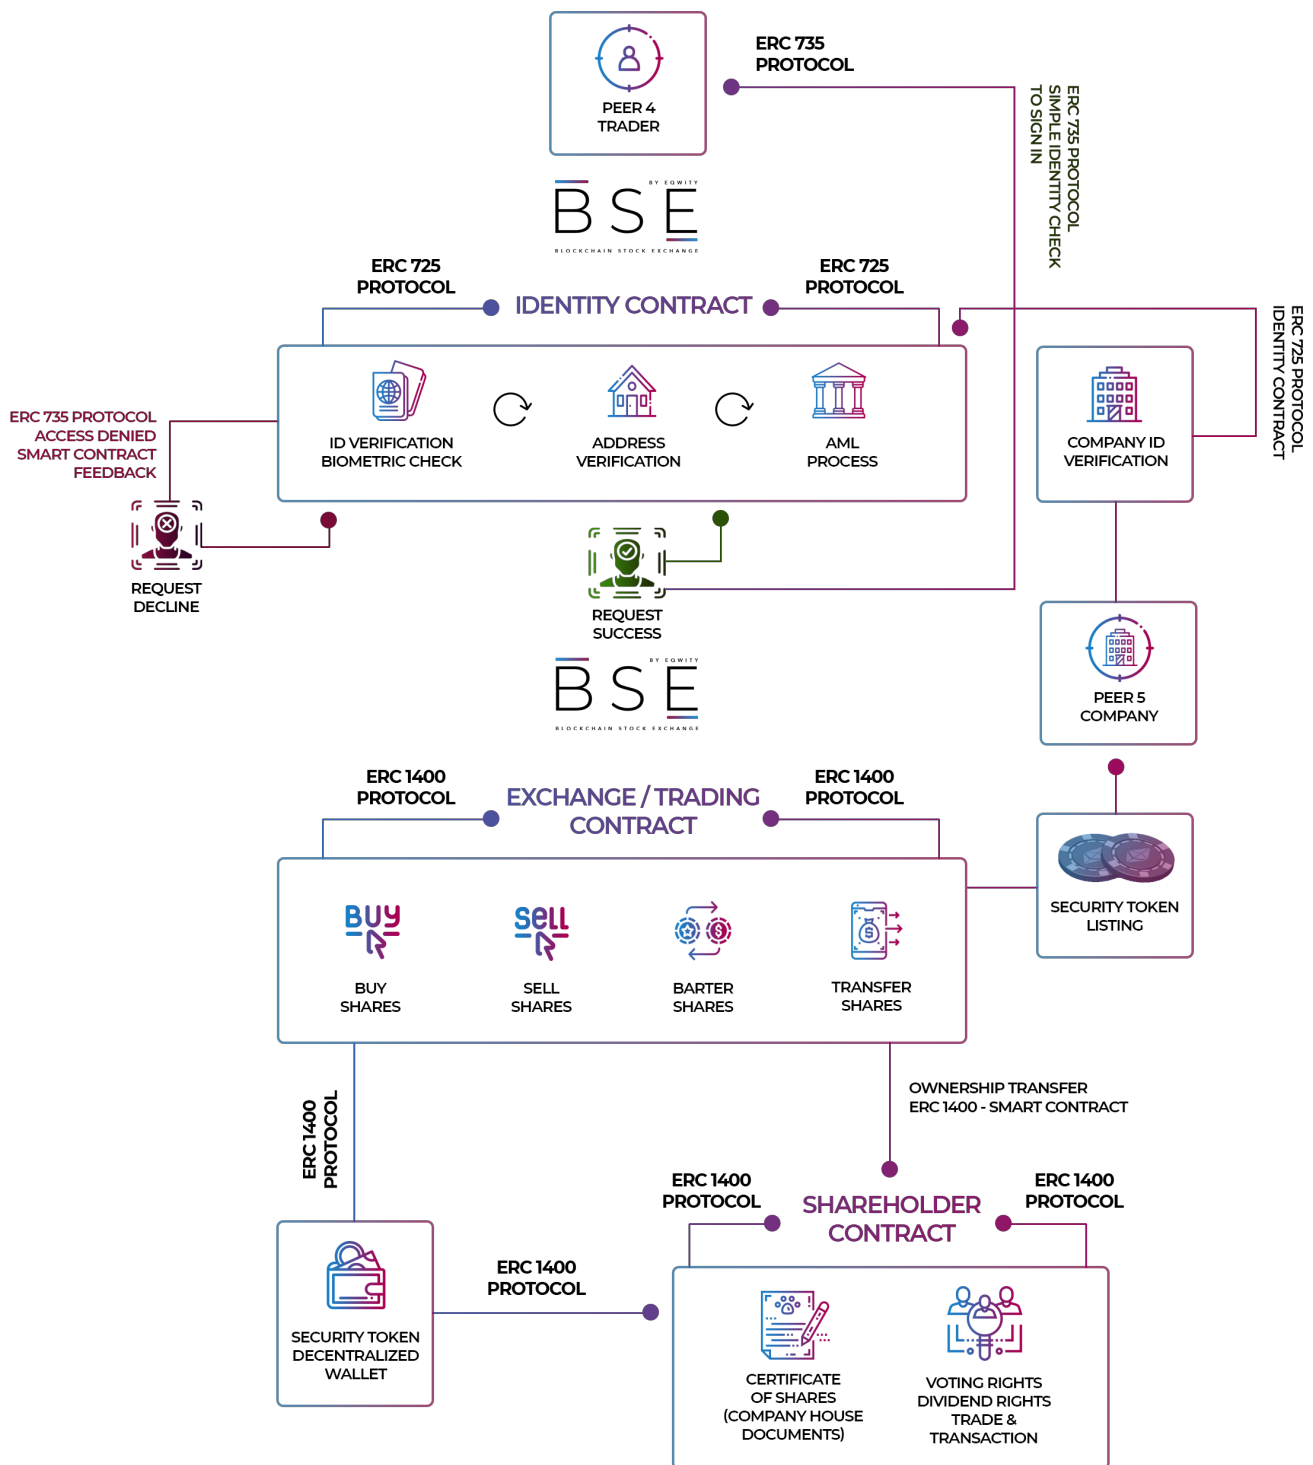 ERC 735
PROTOCOL
PEER 4
TRADER
ERC 735 PROTOCOL
SIMPLE IDENTITY CHECK
TO SIGN IN
BY EQWITY
BSE
BLOCKCHAIN STOCK EXCHANGE
ERC 725
PROTOCOL
IDENTITY CONTRACT
ERC 725
PROTOCOL
ERC 725 PROTOCOL
IDENTITY CONTRACT
ID VERIFICATION
BIOMETRIC CHECK
ADDRESS
VERIFICATION
AML
PROCESS
COMPANY ID
VERIFICATION
ERC 735 PROTOCOL
ACCESS DENIED
SMART CONTRACT
FEEDBACK
REQUEST
DECLINE
REQUEST
SUCCESS
BY EQWITY
BSE
BLOCKCHAIN STOCK EXCHANGE
PEER 5
COMPANY
ERC 1400
PROTOCOL
EXCHANGE / TRADING
CONTRACT
ERC 1400
PROTOCOL
BUY
BUY
SHARES
SELL
SELL
SHARES
BARTER
SHARES
TRANSFER
SHARES
SECURITY TOKEN
LISTING
ERC 1400
PROTOCOL
OWNERSHIP TRANSFER
ERC 1400 - SMART CONTRACT
ERC 1400
PROTOCOL
SHAREHOLDER
CONTRACT
ERC 1400
PROTOCOL
SECURITY TOKEN
DECENTRALIZED
WALLET
ERC 1400
PROTOCOL
CERTIFICATE
OF SHARES
(COMPANY HOUSE
DOCUMENTS)
VOTING RIGHTS
DIVIDEND RIGHTS
TRADE &
TRANSACTION